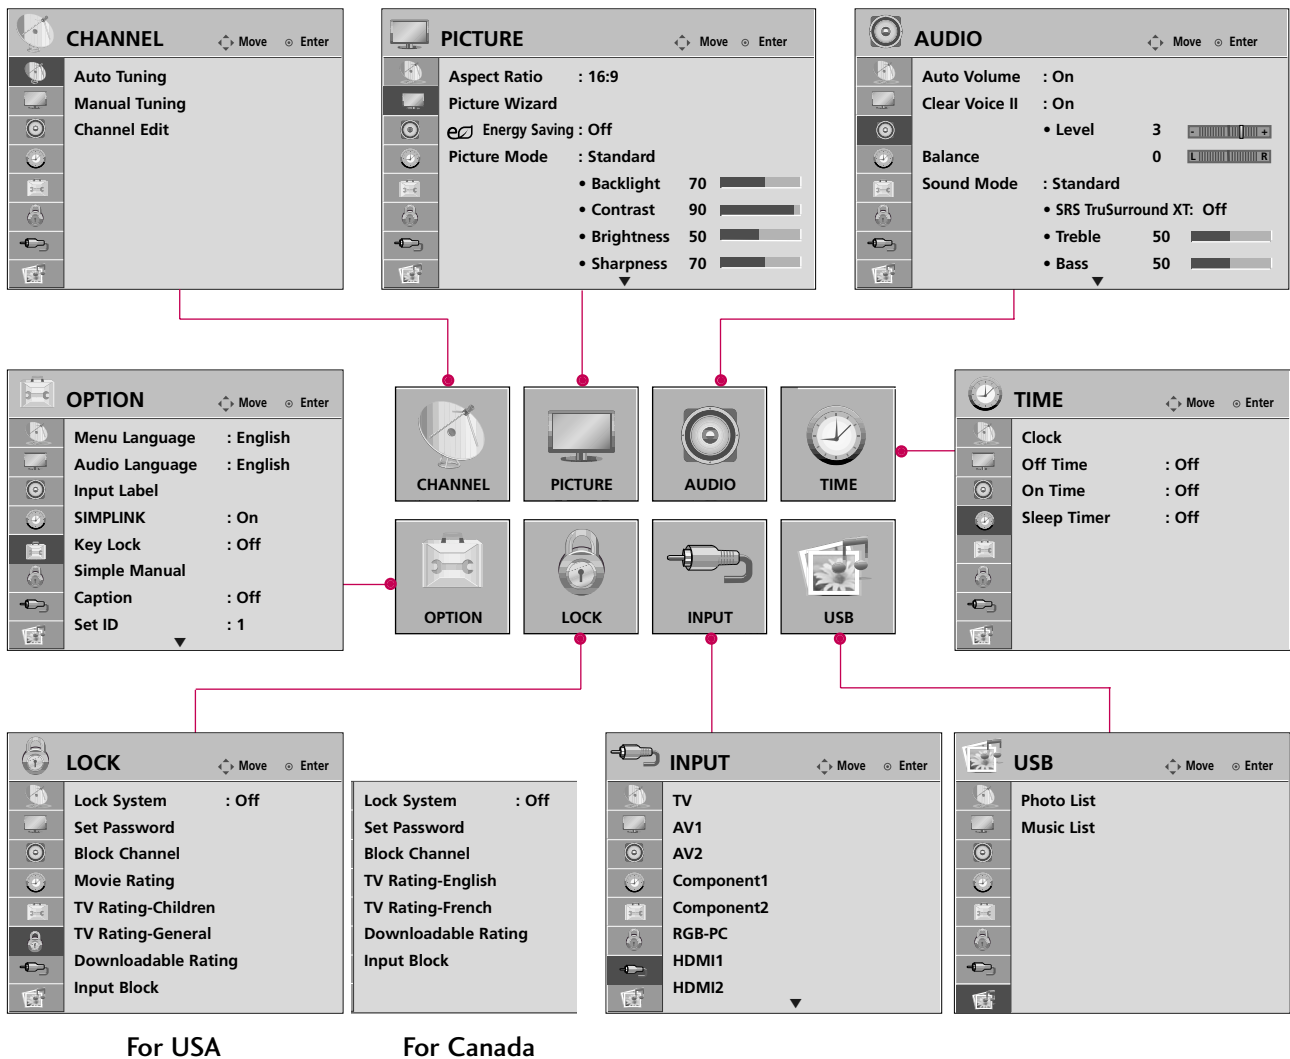 CHANNEL Move Enter
Auto Tuning
Manual Tuning
Channel Edit
PICTURE Move Enter
Aspect Ratio : 16:9
Picture Wizard
Energy Saving : Off
Picture Mode : Standard
• Backlight 70
• Contrast 90
• Brightness 50
• Sharpness 70
AUDIO Move Enter
Auto Volume : On
Clear Voice II : On
• Level 3 - +
Balance 0 L R
Sound Mode : Standard
• SRS TruSurround XT: Off
• Treble 50
• Bass 50
OPTION Move Enter
Menu Language : English
Audio Language : English
Input Label
SIMPLINK : On
Key Lock : Off
Simple Manual
Caption : Off
Set ID : 1
CHANNEL
PICTURE
AUDIO
TIME
OPTION
LOCK
INPUT
USB
TIME Move Enter
Clock
Off Time : Off
On Time : Off
Sleep Timer : Off
LOCK Move Enter
Lock System : Off
Set Password
Block Channel
Movie Rating
TV Rating-Children
TV Rating-General
Downloadable Rating
Input Block
For USA
Lock System : Off
Set Password
Block Channel
TV Rating-English
TV Rating-French
Downloadable Rating
Input Block
For Canada
INPUT Move Enter
TV
AV1
AV2
Component1
Component2
RGB-PC
HDMI1
HDMI2
USB Move Enter
Photo List
Music List